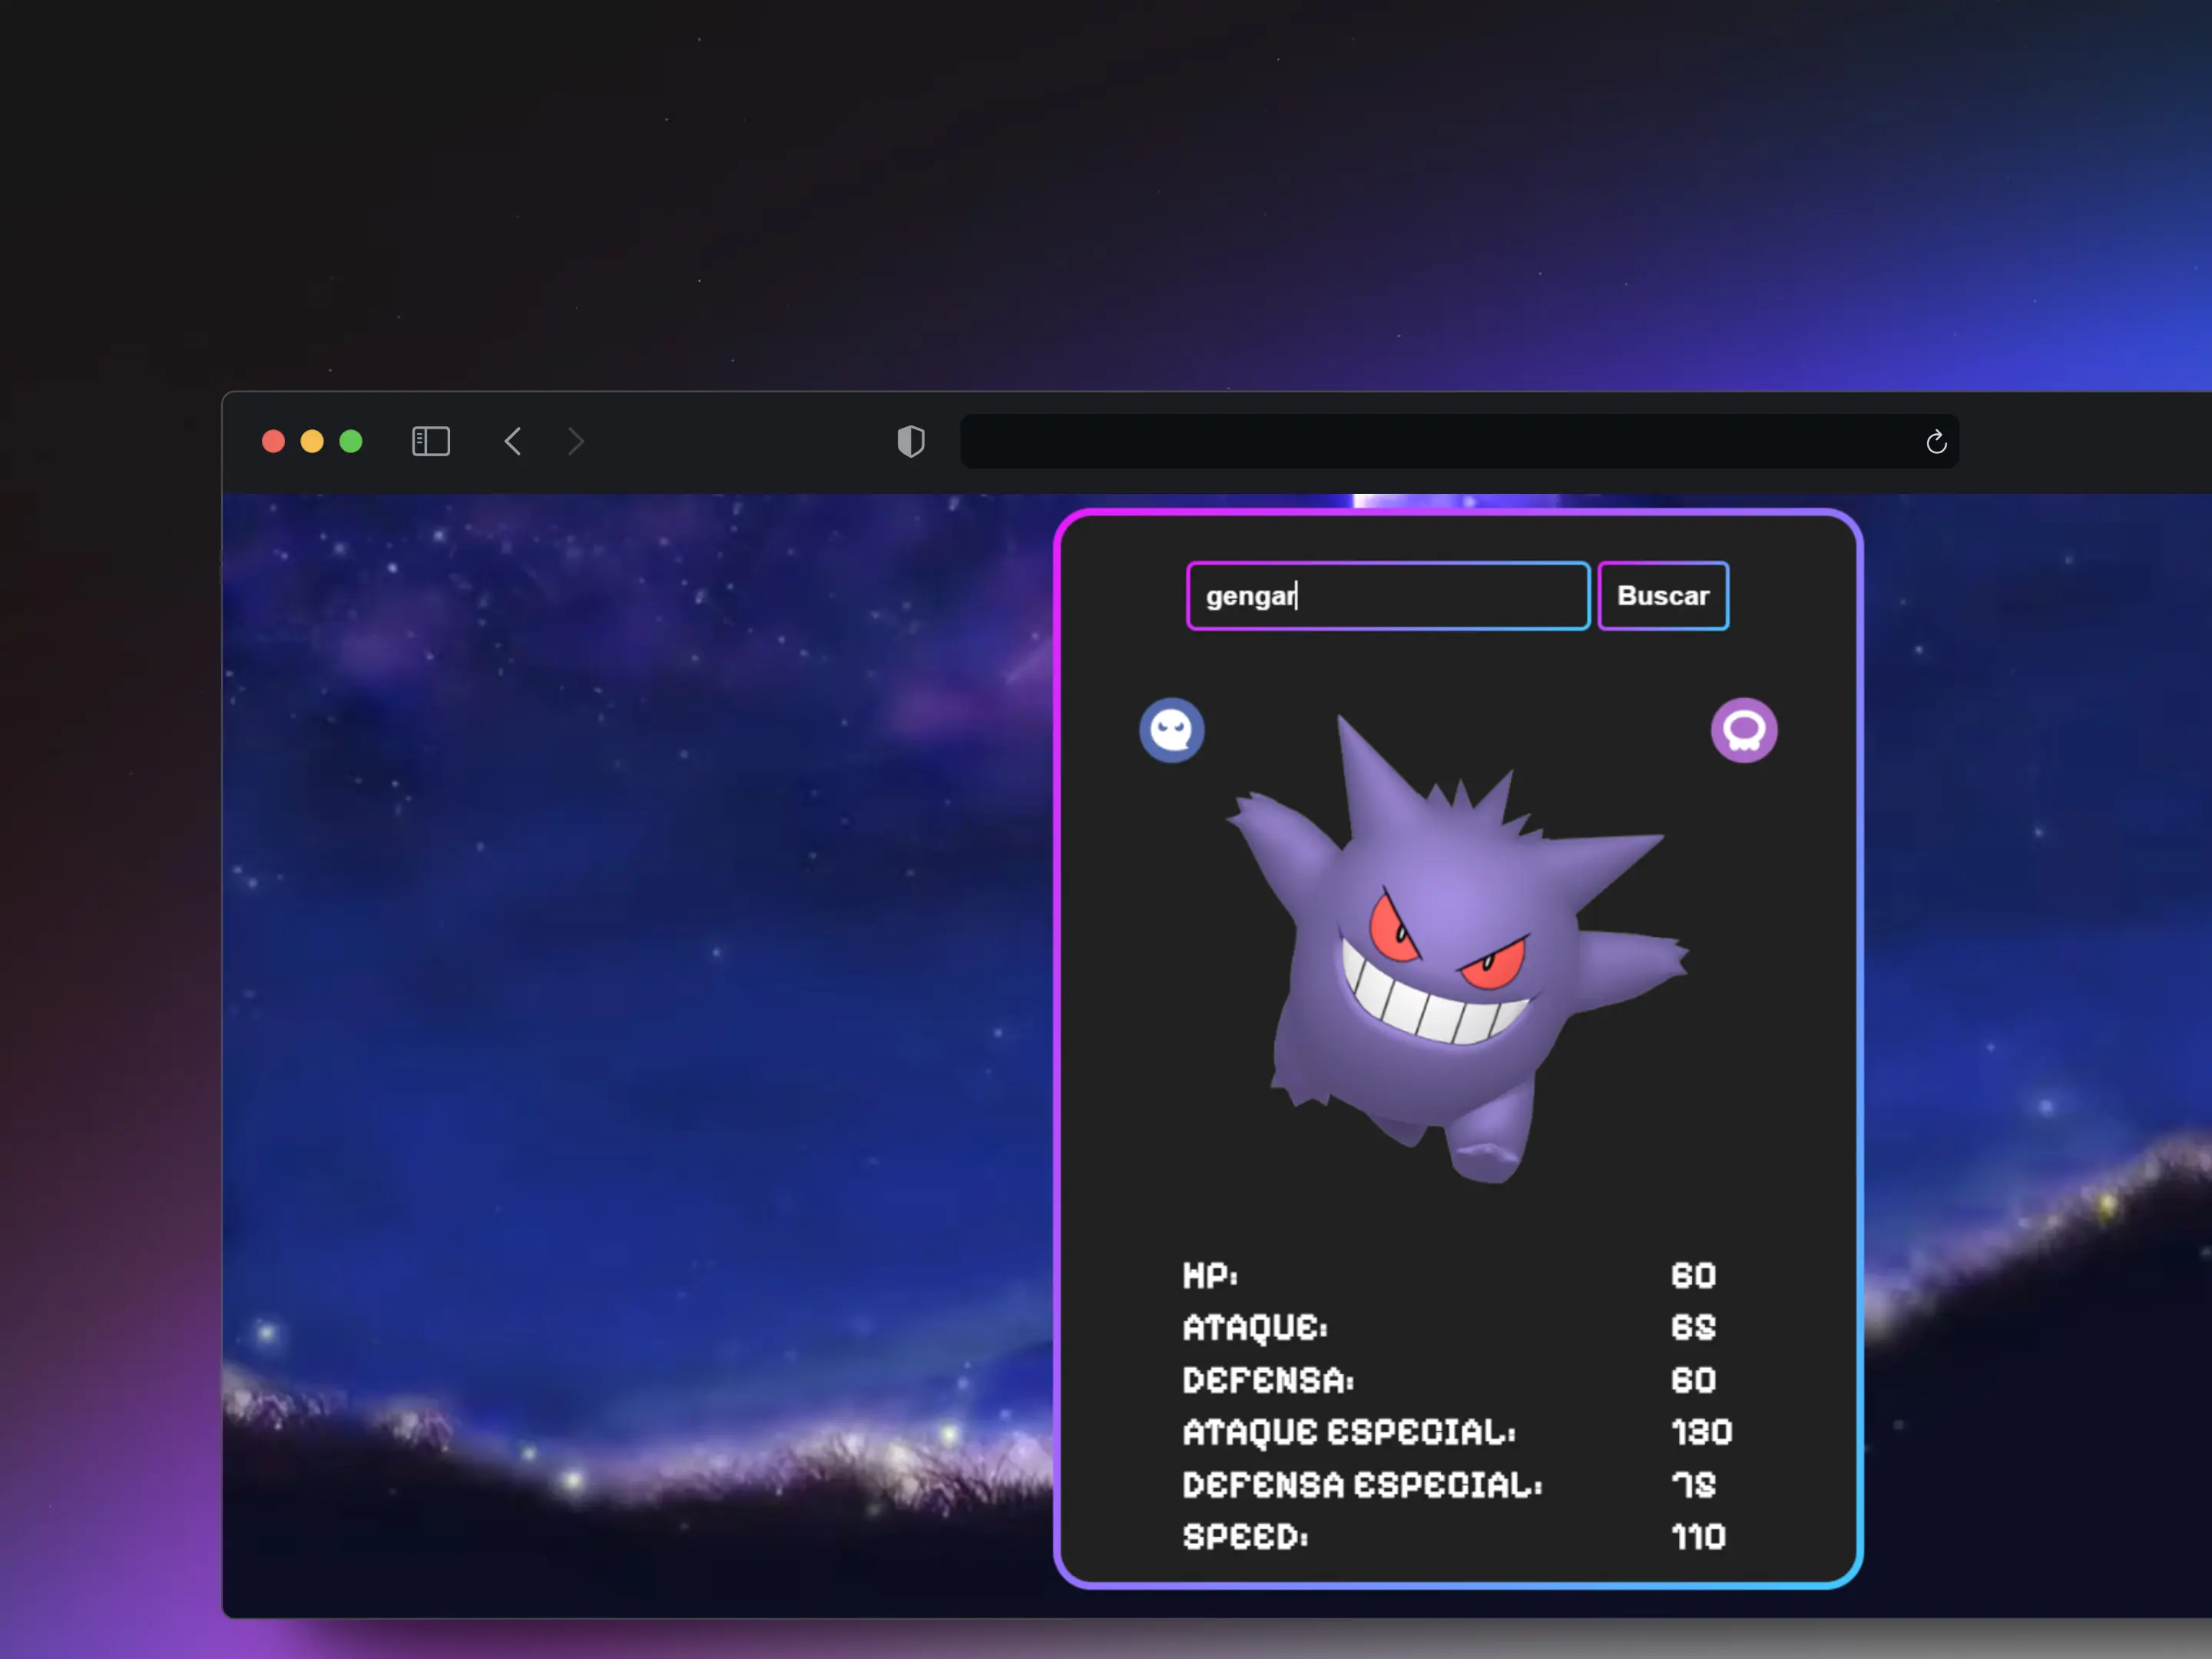 gengar
Buscar
HP: 60
ATAQUE: 65
DEFENSA: 60
ATAQUE ESPECIAL: 130
DEFENSA ESPECIAL: 75
SPEED: 110